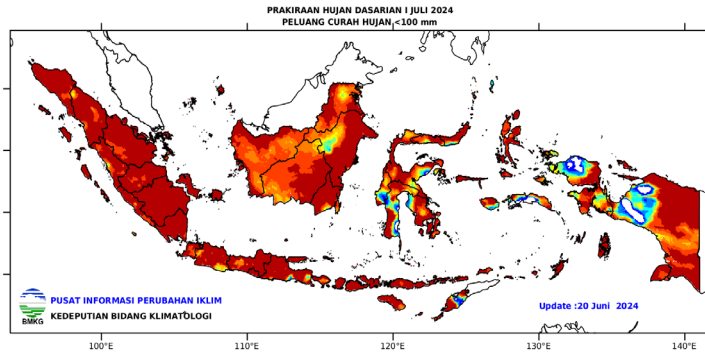 PRAKIRAAN HUJAN DASARIAN I JULI 2024
PELUANG CURAH HUJAN <100 mm
PUSAT INFORMASI PERUBAHAN IKLIM
KEDEPUTIAN BIDANG KLIMATOLOGI
BMKG
Update :20 Juni 2024
100°E 110°E 120°E 130°E 140°E